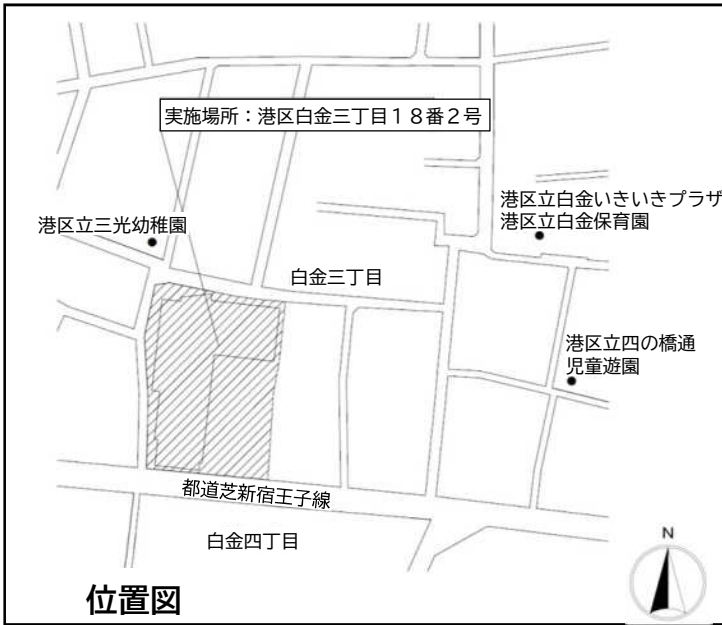 実施場所：港区白金三丁目１８番２号
港区立白金いきいきプラザ
港区立白金保育園
港区立三光幼稚園
白金三丁目
港区立四の橋通
児童遊園
都道芝新宿王子線
白金四丁目
N
位置図